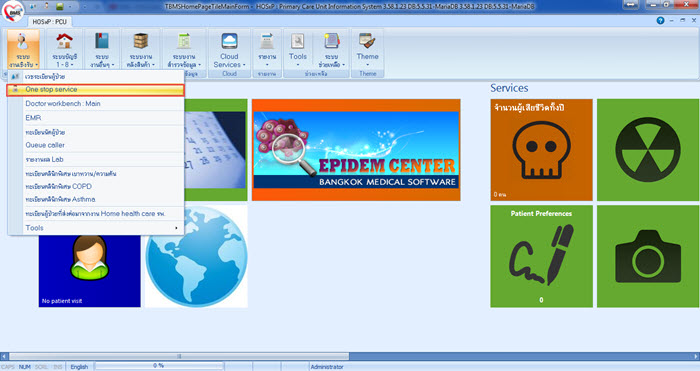 TBMSHomePageTileMainForm - HOSxP : Primary Care Unit Information System 3.58.3.23 DB:5.5.31-MariaDB 3.58.3.23 DB:5.5.31-MariaDB
BMS
HOSxP : PCU
ระบบ งานเชิงรับ
ระบบบัญชี 1 - 8
ระบบ งานอื่นๆ
ระบบงาน คลังสินค้า
ระบบงาน สำรวจข้อมูล
Cloud Services
รายงาน
Tools
ระบบ ช่วยเหลือ
Theme
Cloud
รายงาน
ช่วยเหลือ
Theme
เวชระเบียนผู้ป่วย
One stop service
Doctor workbench : Main
EMR
ทะเบียนนัดผู้ป่วย
Queue caller
รายงานผล Lab
ทะเบียนคลินิกพิเศษ เบาหวาน/ความดัน
ทะเบียนคลินิกพิเศษ COPD
ทะเบียนคลินิกพิเศษ Asthma
ทะเบียนผู้ป่วยที่ส่งต่อมาจากงาน Home health care รพ.
Tools
Services
จำนวนผู้เสียชีวิตทั้งปี
0 คน
EPIDEM CENTER
BANGKOK MEDICAL SOFTWARE
Patient Preferences
0
No patient visit
CAPS NUM SCRL INS English 0 % Administrator